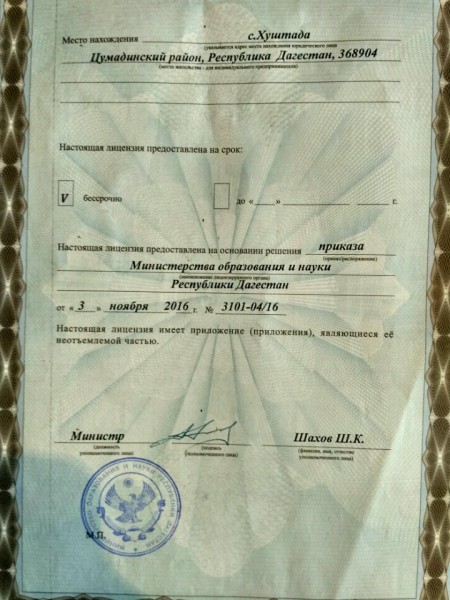 Место нахождения с.Хуштада
(указывается адрес места нахождения юридического лица
Цумадинский район, Республика Дагестан, 368904
(место жительства - для индивидуального предпринимателя)
Настоящая лицензия предоставлена на срок:
V бессрочно до « » г.
Настоящая лицензия предоставлена на основании решения приказа
(приказ/распоряжение)
Министерства образования и науки
(наименование лицензирующего органа)
Республики Дагестан
от « 3 » ноября 2016 г. № 3101-04/16
Настоящая лицензия имеет приложение (приложения), являющиеся её
неотъемлемой частью.
Министр Шахов Ш.К.
(должность (подпись (фамилия, имя, отчество
уполномоченного лица) уполномоченного лица) уполномоченного лица)
М.П.